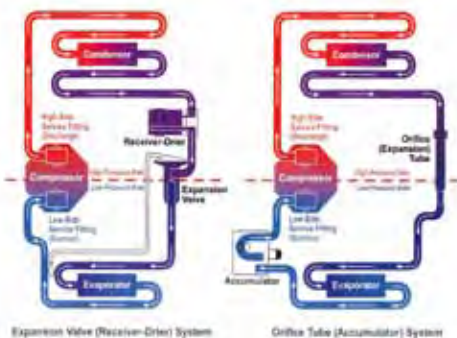 Condensor
High Side
Service Fitting
(Discharge)
Receiver-Drier
Compressor
High Pressure Side
Low Pressure Side
Expansion
Valve
Low-Side
Service Fitting
(Suction)
Evaporator
Expansion Valve (Receiver-Drier) System
Condensor
High Side
Service Fitting
(Discharge)
Orifice
(Expansion)
Tube
Compressor
High Pressure Side
Low Pressure Side
Low-Side
Service Fitting
(Suction)
Accumulator
Evaporator
Orifice Tube (Accumulator) System